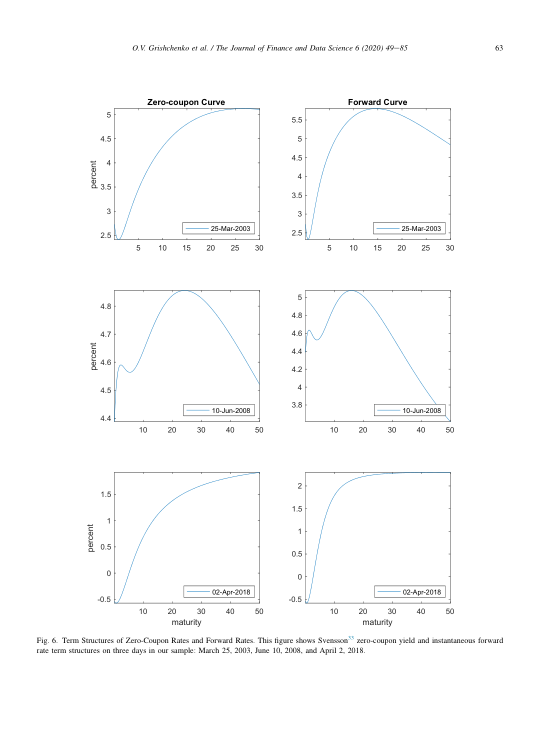 O.V. Grishchenko et al. / The Journal of Finance and Data Science 6 (2020) 49–85 63
Zero-coupon Curve Forward Curve
5
4.5
4
3.5
3
2.5
percent
25-Mar-2003
5 10 15 20 25 30
5.5
5
4.5
4
3.5
3
2.5
25-Mar-2003
5 10 15 20 25 30
4.8
4.7
4.6
4.5
4.4
percent
10-Jun-2008
10 20 30 40 50
5
4.8
4.6
4.4
4.2
4
3.8
10-Jun-2008
10 20 30 40 50
1.5
1
0.5
0
-0.5
percent
02-Apr-2018
10 20 30 40 50
maturity
2
1.5
1
0.5
0
-0.5
02-Apr-2018
10 20 30 40 50
maturity
Fig. 6. Term Structures of Zero-Coupon Rates and Forward Rates. This figure shows Svensson zero-coupon yield and instantaneous forward
rate term structures on three days in our sample: March 25, 2003, June 10, 2008, and April 2, 2018.